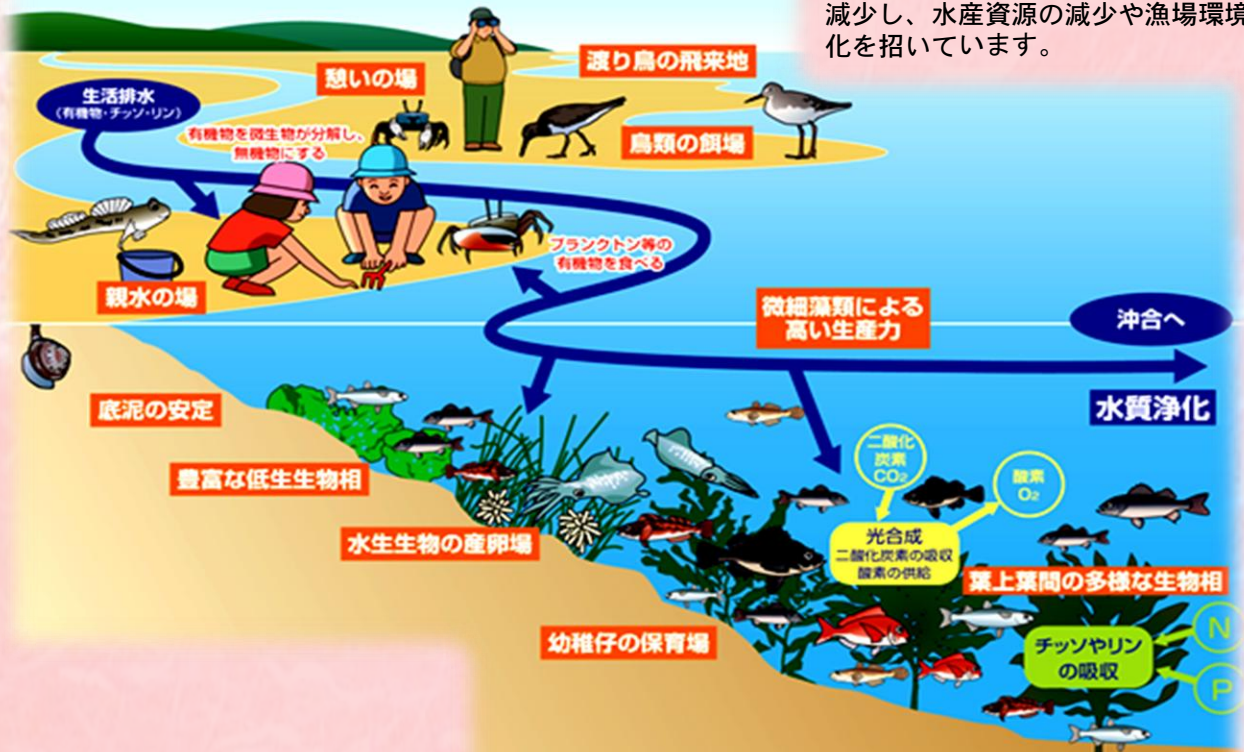 減少し、水産資源の減少や漁場環境
化を招いています。
渡り鳥の飛来地
憩いの場
生活排水
(有機物・チッソ・リン)
有機物を微生物が分解し、
無機物にする
鳥類の餌場
プランクトン等の
有機物を食べる
親水の場
微細藻類による
高い生産力
沖合へ
水質浄化
底泥の安定
豊富な低生生物相
水生生物の産卵場
二酸化
炭素
CO₂
酸素
O₂
光合成
二酸化炭素の吸収
酸素の供給
葉上葉間の多様な生物相
幼稚仔の保育場
チッソやリン
の吸収
N
P